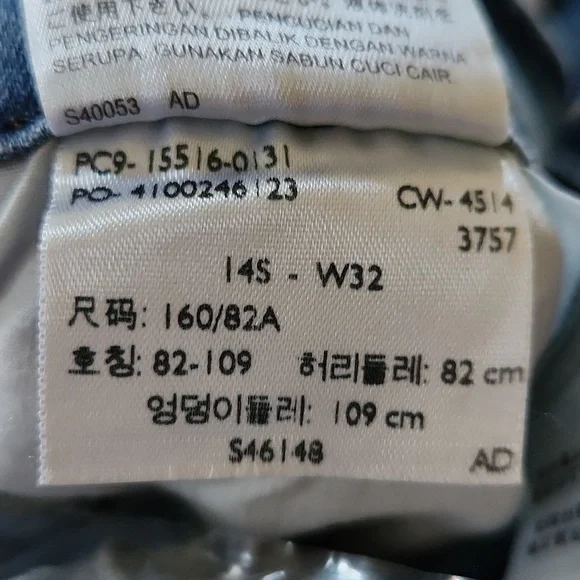 PENGUCIAN DAN
PENGERINGAN DIBALIK DENGAN WARNA
SERUPA. GUNAKAN SABUN CUCI CAIR.
S40053 AD
PC9-15516-0131
PO-4100246123 CW-4514
3757
14S - W32
尺码: 160/82A
호칭: 82-109 허리둘레: 82 cm
엉덩이둘레: 109 cm
S46148 AD